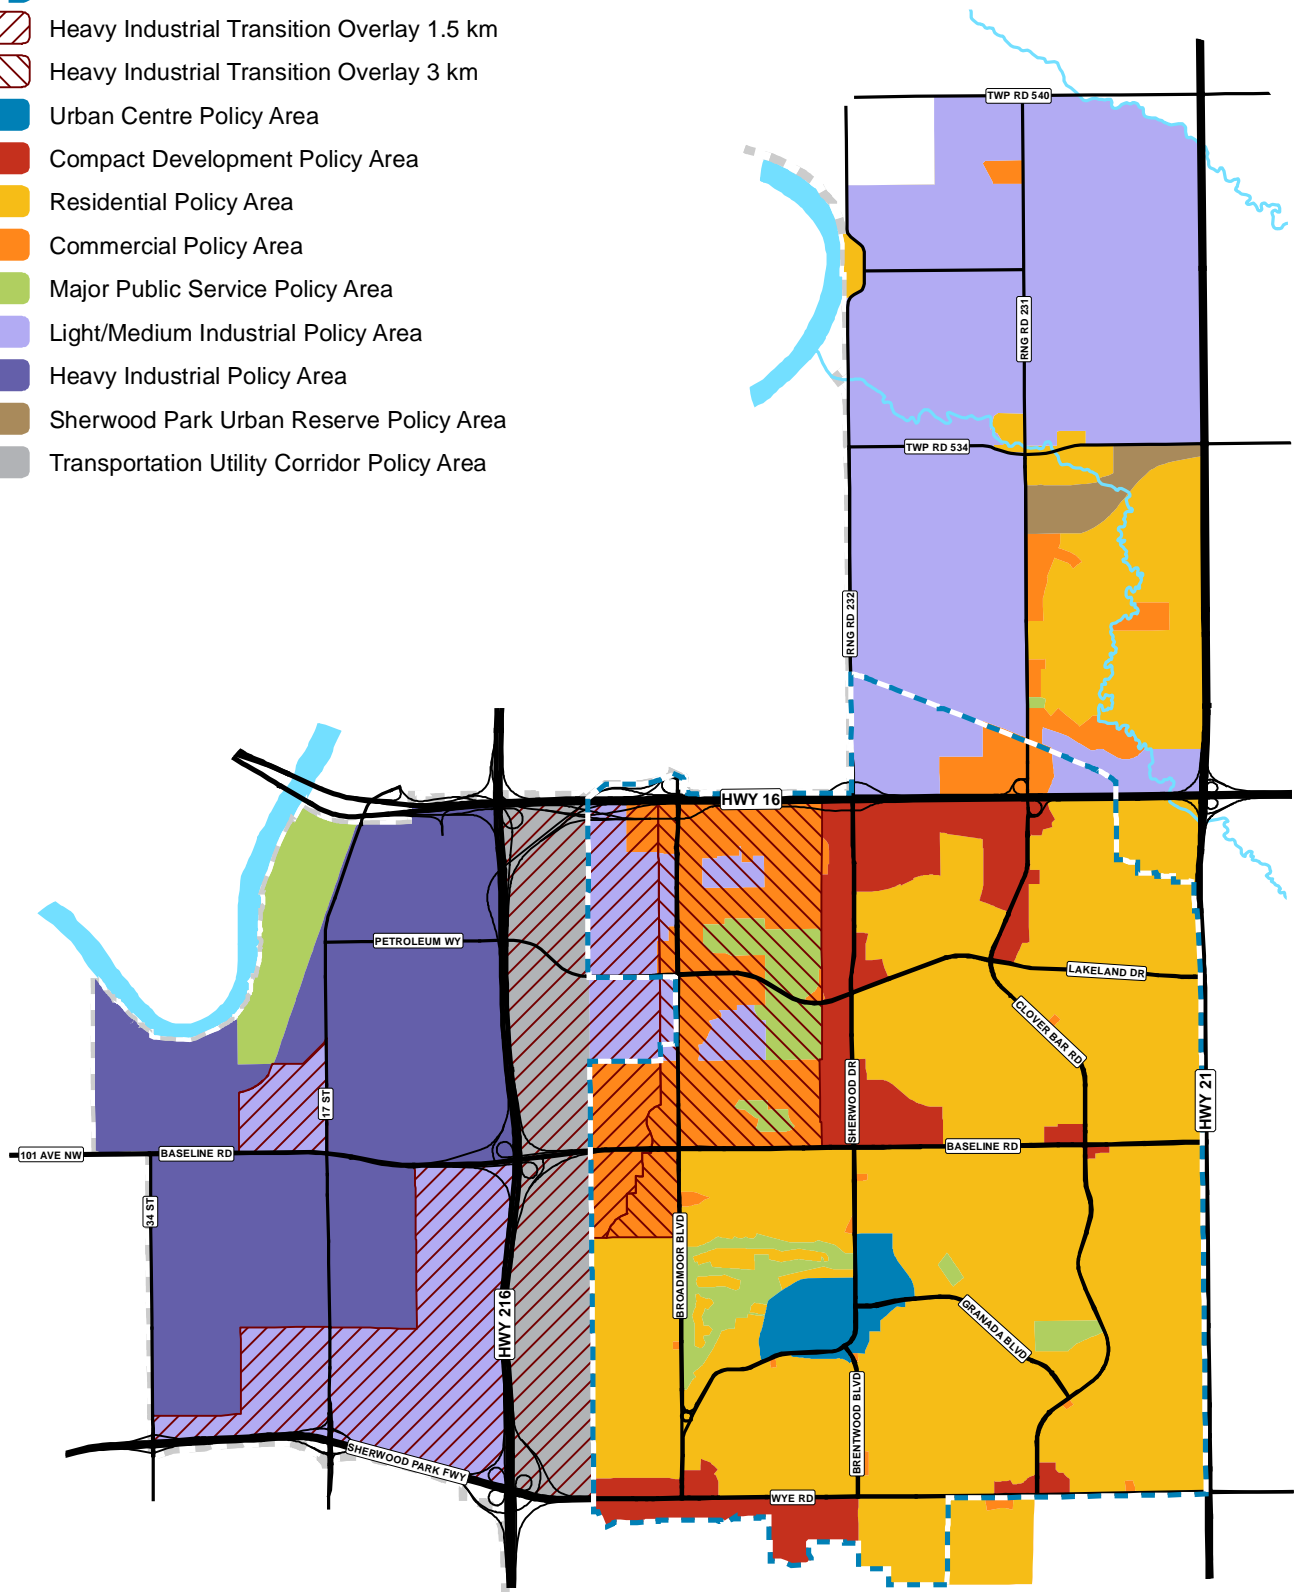 Heavy Industrial Transition Overlay 1.5 km
Heavy Industrial Transition Overlay 3 km
Urban Centre Policy Area
Compact Development Policy Area
Residential Policy Area
Commercial Policy Area
Major Public Service Policy Area
Light/Medium Industrial Policy Area
Heavy Industrial Policy Area
Sherwood Park Urban Reserve Policy Area
Transportation Utility Corridor Policy Area
TWP RD 540
RNG RD 231
TWP RD 534
RNG RD 232
HWY 16
PETROLEUM WY
LAKELAND DR
CLOVER BAR RD
HWY 21
17 ST
SHERWOOD DR
101 AVE NW
BASELINE RD
BASELINE RD
34 ST
BROADMOOR BLVD
HWY 216
GRANADA BLVD
BRENTWOOD BLVD
SHERWOOD PARK FWY
WYE RD